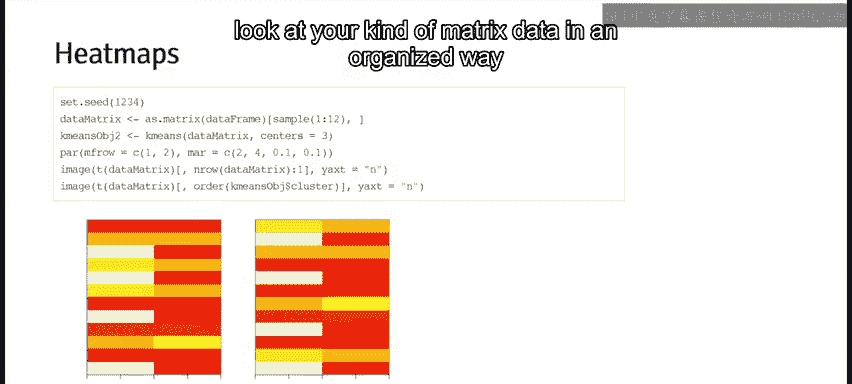 look at your kind of matrix data in an
organized way
Heatmaps
set.seed(1234)
dataMatrix <- as.matrix(dataFrame)[sample(1:12), ]
kmeansObj2 <- kmeans(dataMatrix, centers = 3)
par(mfrow = c(1, 2), mar = c(2, 4, 0.1, 0.1))
image(t(dataMatrix)[, nrow(dataMatrix):1], yaxt = "n")
image(t(dataMatrix)[, order(kmeansObj$cluster)], yaxt = "n")